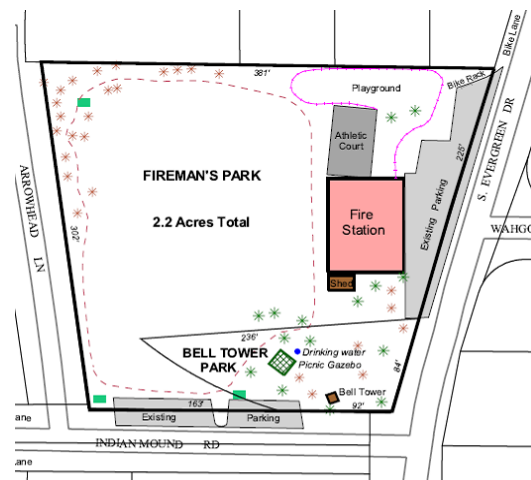 Bike Lane
381'
Bike Rack
Playground
Athletic
Court
225'
S. EVERGREEN DR
FIREMAN'S PARK
2.2 Acres Total
ARROWHEAD LN
302'
Fire
Station
Existing Parking
WAHGO
Shed
236'
BELL TOWER
PARK
Drinking water
Picnic Gazebo
84'
Bell Tower
163'
92'
Existing
Parking
ane
INDIAN MOUND RD
Lane